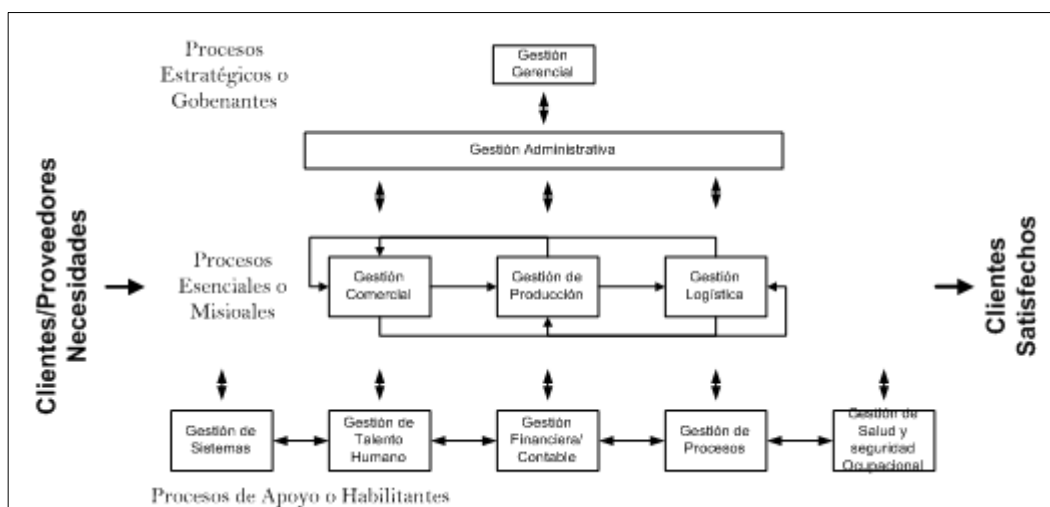 Procesos
Estratégicos o
Gobenantes
Gestión
Gerencial
Gestión Administrativa
Clientes/Proveedores
Necesidades
Procesos
Esenciales o
Misioales
Gestión
Comercial
Gestión de
Producción
Gestión
Logística
Clientes
Satisfechos
Gestión de
Sistemas
Gestión de
Talento
Humano
Gestión
Financiera/
Contable
Gestión de
Procesos
Gestión de
Salud y
seguridad
Ocupacional
Procesos de Apoyo o Habilitantes